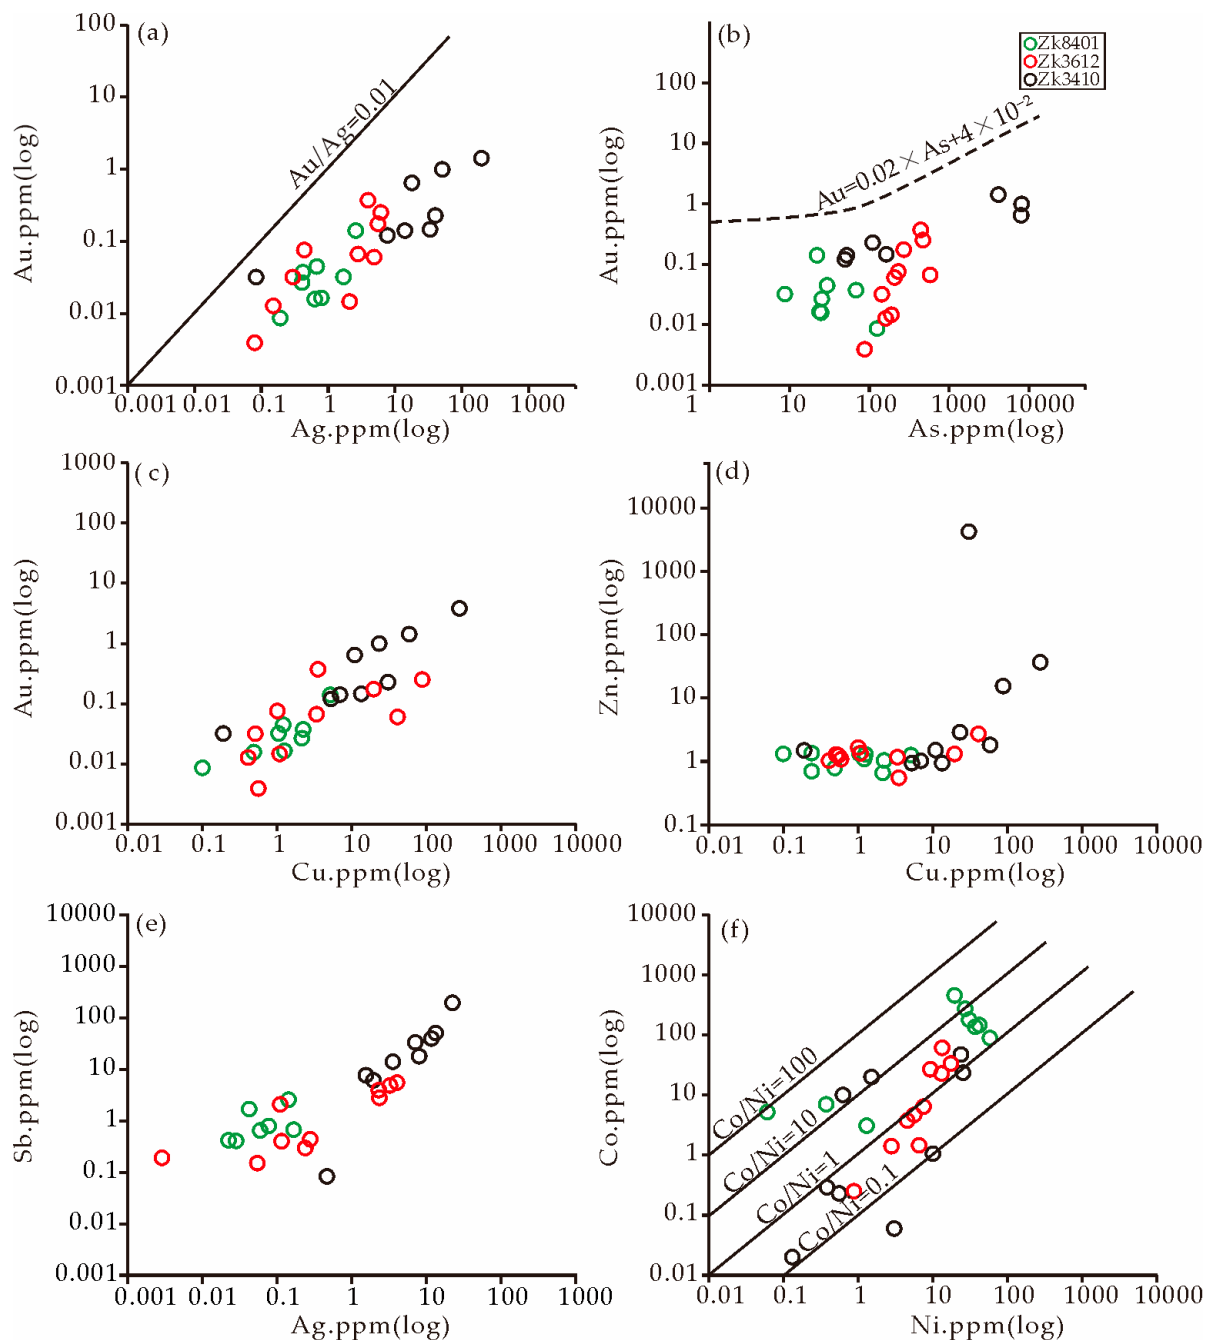 (a)
100
10
1
0.1
0.01
0.001
Au.ppm(log)
Au/Ag=0.01
0.001 0.01 0.1 1 10 100 1000
Ag.ppm(log)
(b)
Zk8401
Zk3612
Zk3410
100
10
1
0.1
0.01
0.001
Au.ppm(log)
Au=0.02×As+4×10⁻²
1 10 100 1000 10000
As.ppm(log)
(c)
1000
100
10
1
0.1
0.01
0.001
Au.ppm(log)
0.1 1 10 100 1000 10000
Cu.ppm(log)
(d)
10000
1000
100
10
1
0.1
Zn.ppm(log)
0.01 0.1 1 10 100 1000 10000
Cu.ppm(log)
(e)
10000
1000
100
10
1
0.1
0.01
0.001
Sb.ppm(log)
0.001 0.01 0.1 1 10 100 1000
Ag.ppm(log)
(f)
10000
1000
100
10
1
0.1
0.01
Co.ppm(log)
Co/Ni=100
Co/Ni=10
Co/Ni=1
Co/Ni=0.1
0.01 0.1 1 10 100 1000 10000
Ni.ppm(log)